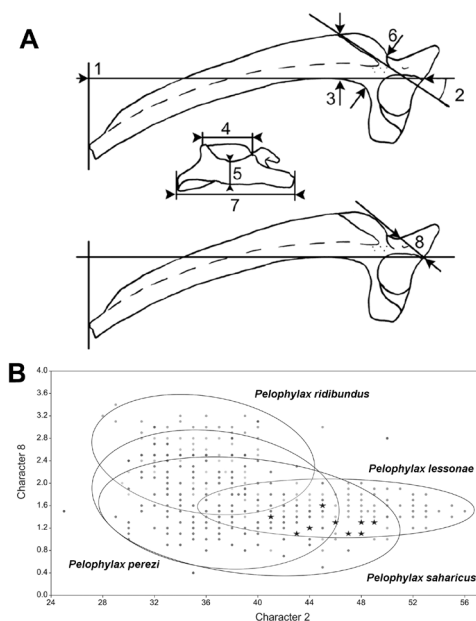 A
1
6
2
3
4
5
7
8
B
4.0
3.6
3.2
2.8
2.4
2.0
1.6
1.2
0.8
0.4
0.0
Character 8
Pelophylax ridibundus
Pelophylax lessonae
Pelophylax perezi
Pelophylax saharicus
24 28 32 36 40 44 48 52 56
Character 2